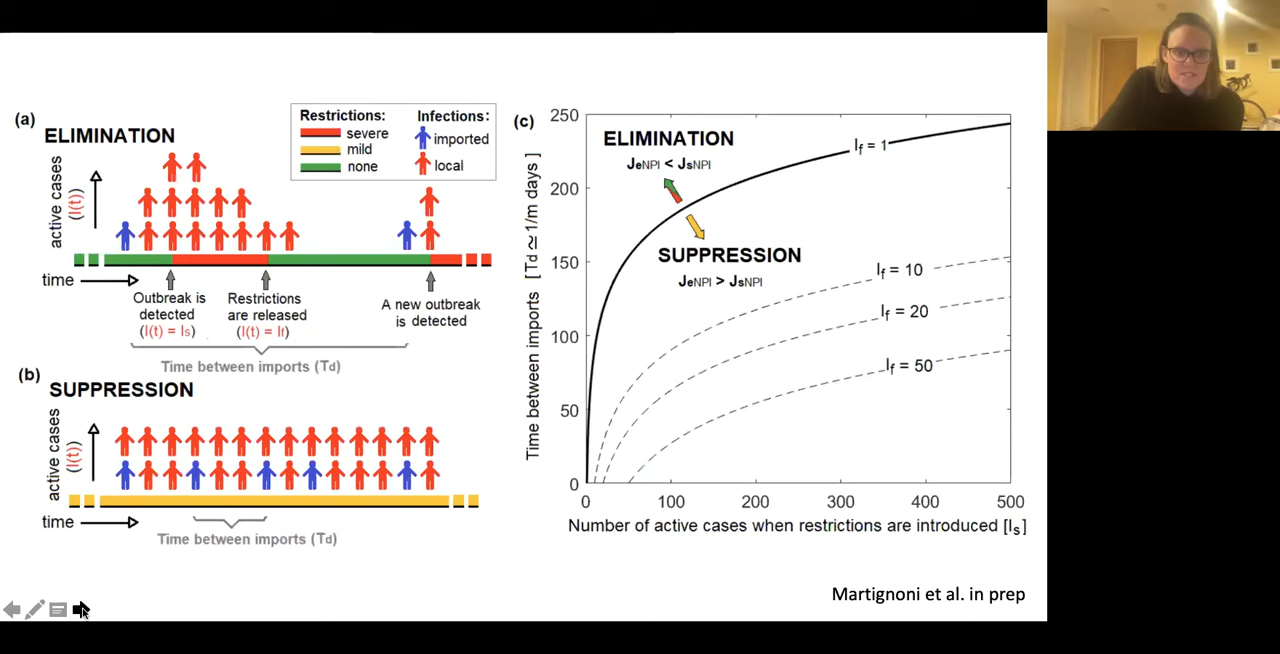 (a)
ELIMINATION
Restrictions:
severe
mild
none
Infections:
imported
local
active cases
(I(t))
time
Outbreak is
detected
(I(t) = Is)
Restrictions
are released
(I(t) = If)
A new outbreak
is detected
Time between imports (Td)
(b)
SUPPRESSION
active cases
(I(t))
time
Time between imports (Td)
(c)
ELIMINATION
JeNPI < JsNPI
SUPPRESSION
JeNPI > JsNPI
If = 1
If = 10
If = 20
If = 50
Time between imports [Td ≃ 1/m days]
250
200
150
100
50
0
0 100 200 300 400 500
Number of active cases when restrictions are introduced [Is]
Martignoni et al. in prep